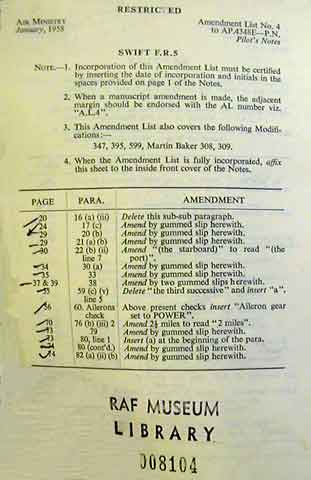 RESTRICTED
AIR MINISTRY
January, 1958
Amendment List No. 4
to AP.4348E—P.N.
Pilot's Notes
SWIFT F.R.5
NOTE.—1. Incorporation of this Amendment List must be certified
by inserting the date of incorporation and initials in
the spaces provided on page 1 of the Notes.
2. When a manuscript amendment is made, the adjacent
margin should be endorsed with the AL number viz.
"A.L.4".
3. This Amendment List also covers the following Modifi-
cations:—
347, 395, 599, Martin Baker 308, 309.
4. When the Amendment List is fully incorporated, affix
this sheet to the inside front cover of the Notes.
PAGE PARA. AMENDMENT
20 16 (a) (iii) Delete this sub-sub paragraph.
24 17 (c) Amend by gummed slip herewith.
29 20 (b) Amend by gummed slip herewith.
29 21 (a) (b) Amend by gummed slip herewith.
30 22 (b) (ii) Amend "(the starboard)" to read "(the
line 7 port)".
34 30 (a) Amend by gummed slip herewith.
35 33 Amend by gummed slip herewith.
37 & 39 38 Amend by two gummed slips herewith.
55 59 (c) (v) Delete "the third successive" and insert "a".
line 5
56 60. Ailerons Above present checks insert "Aileron gear
check set to POWER".
70 76 (b) (iii) 2 Amend 2½ miles to read "2 miles".
79 Amend by gummed slip herewith.
73 80, line 1 Insert (a) at the beginning of the para.
80 (cont'd.) Amend by gummed slip herewith.
74 82 (a) (ii) (b) Amend by gummed slip herewith.
RAF MUSEUM
LIBRARY
008104